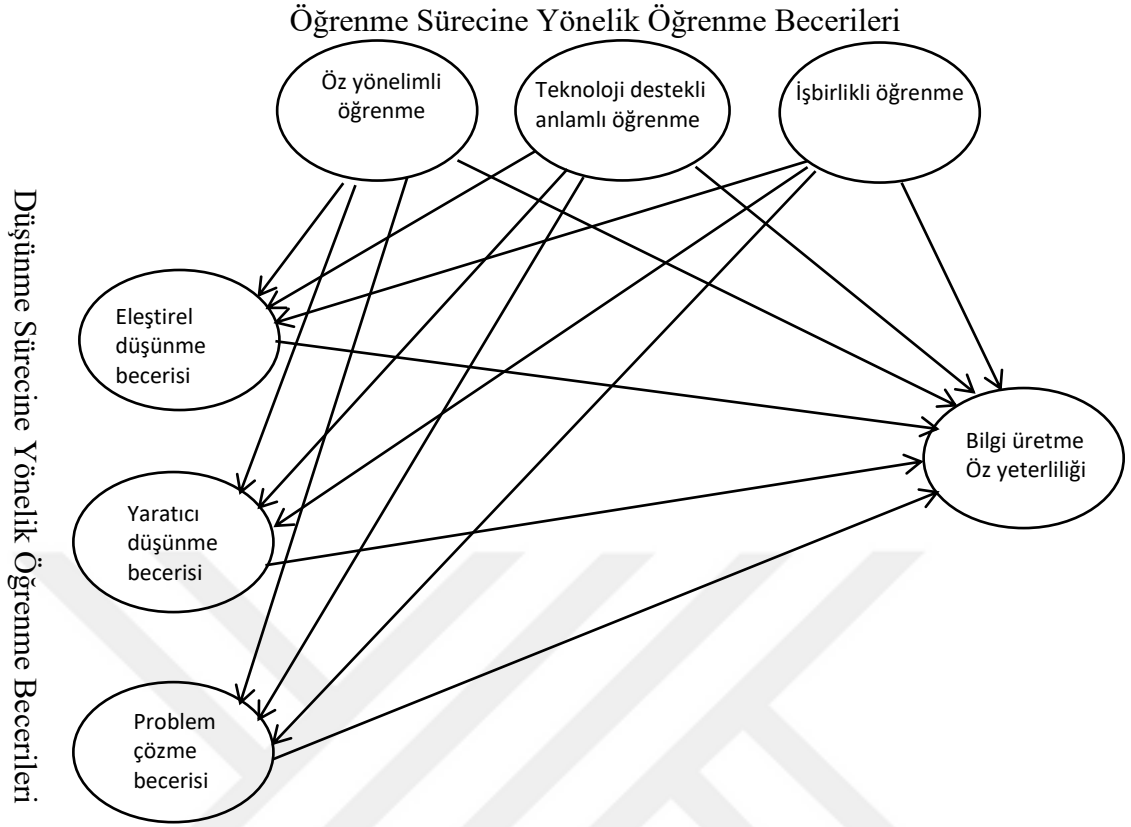 Öğrenme Sürecine Yönelik Öğrenme Becerileri
Öz yönelimli
öğrenme
Teknoloji destekli
anlamlı öğrenme
İşbirlikli öğrenme
Düşünme Sürecine Yönelik Öğrenme Becerileri
Eleştirel
düşünme
becerisi
Bilgi üretme
Öz yeterliliği
Yaratıcı
düşünme
becerisi
Problem
çözme
becerisi